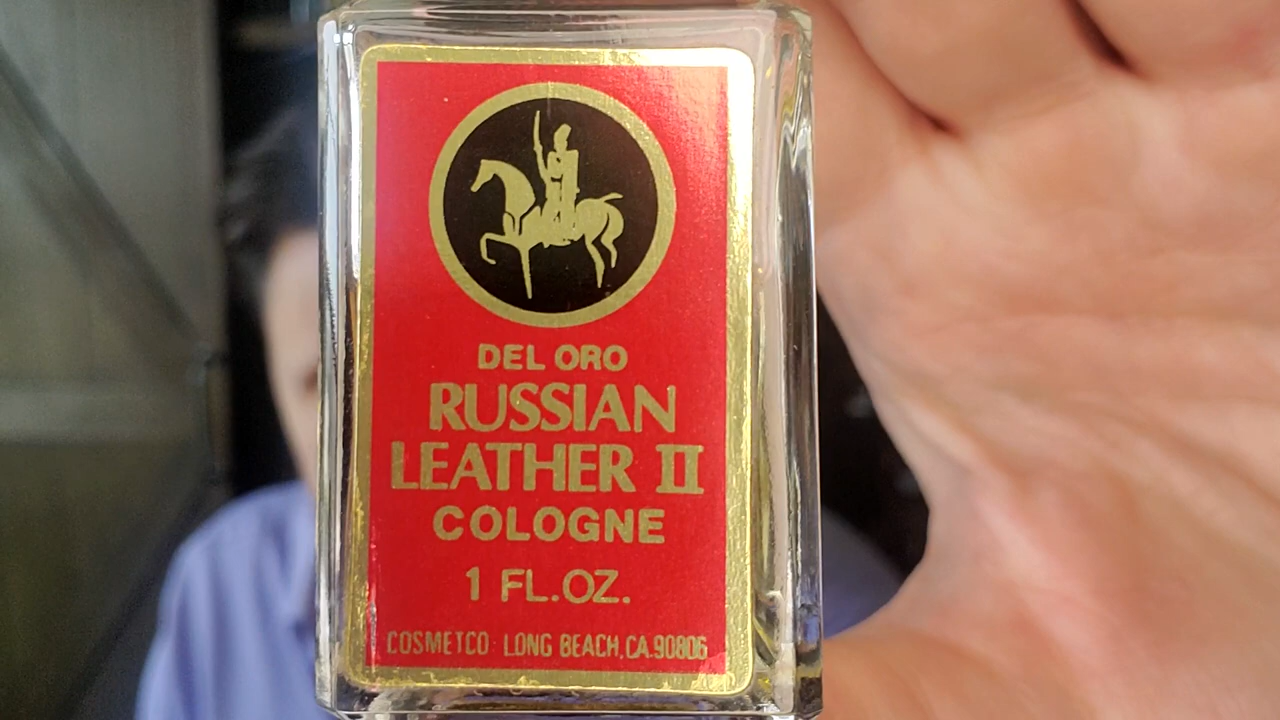 DEL ORO
RUSSIAN
LEATHER II
COLOGNE
1 FL.OZ.
COSMETCO LONG BEACH, CA. 90806